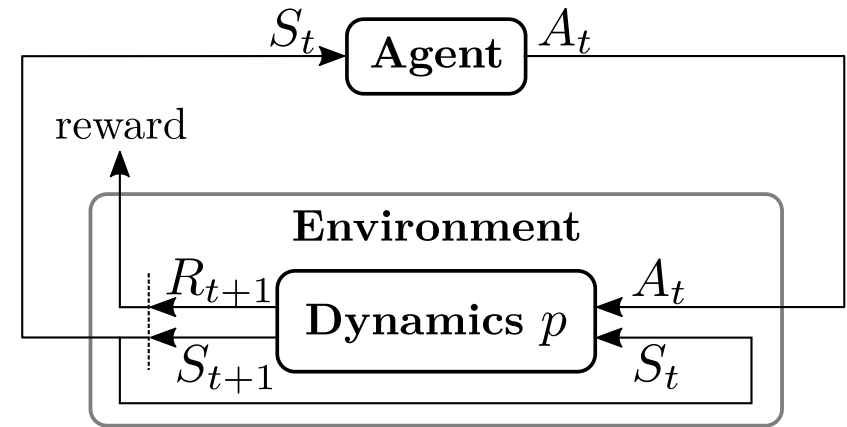 S_t
Agent
A_t
reward
Environment
R_{t+1}
Dynamics p
A_t
S_{t+1}
S_t